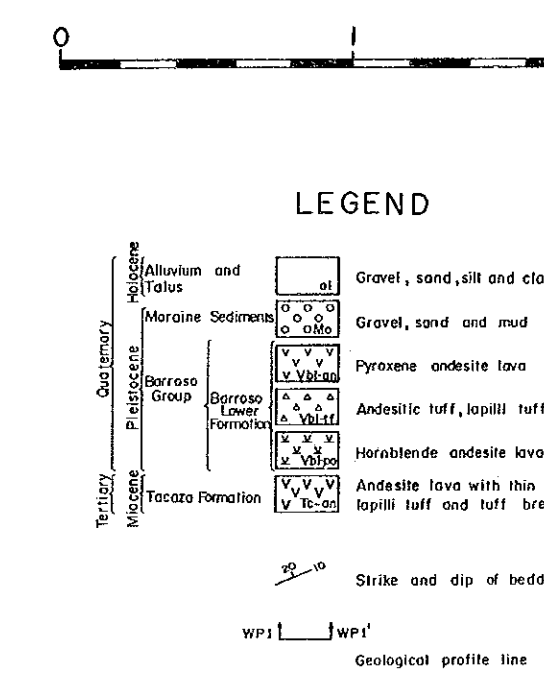 0 1
LEGEND
Quaternary
Tertiary
Holocene
Pleistocene
Miocene
Alluvium and
Talus
al
Gravel, sand, silt and cla
Moraine Sediments
Mo
Gravel, sand and mud
Barroso
Group
Barroso
Lower
Formation
Vbl-an
Pyroxene andesite lava
Vbl-tf
Andesitic tuff, lapilli tuff
Vbl-po
Hornblende andesite lava
Tacaza Formation
Tc-an
Andesite lava with thin
lapilli tuff and tuff bre
20 10
Strike and dip of bedd
WP1 WP1'
Geological profile line